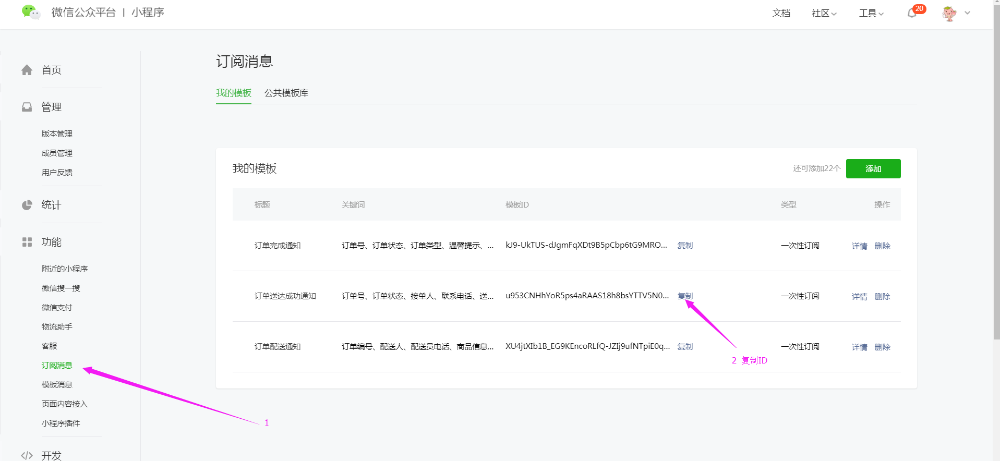 微信公众平台 | 小程序
文档 社区 工具 20
首页
管理
版本管理
成员管理
用户反馈
统计
功能
附近的小程序
微信搜一搜
微信支付
物流助手
客服
订阅消息
模板消息
页面内容接入
小程序插件
开发
订阅消息
我的模板 公共模板库
我的模板 还可添加22个 添加
标题 关键词 模板ID 类型 操作
订单完成通知 订单号、订单状态、订单类型、温馨提示、... kJ9-UkTUS-dJgmFqXDt9B5pCbp6tG9MRO... 复制 一次性订阅 详情 删除
订单送达成功通知 订单号、订单状态、接单人、联系电话、送... u953CNHhYoR5ps4aRAAS18h8bsYTTV5N0... 复制 一次性订阅 详情 删除
订单配送通知 订单编号、配送人、配送员电话、商品信息... XU4jtXIb1B_EG9KEncoRLfQ-JZIj9ufNTpiE0q... 复制 一次性订阅 详情 删除
2 复制ID
1